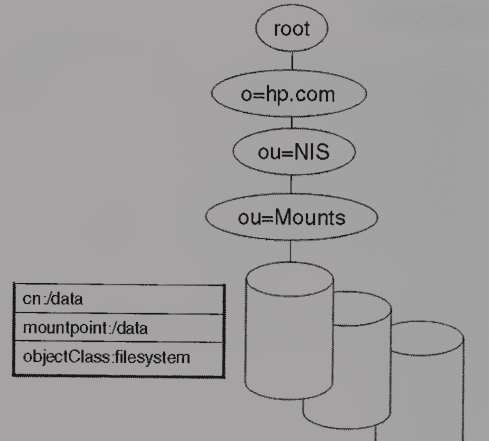 root
o=hp.com
ou=NIS
ou=Mounts
cn:/data
mountpoint:/data
objectClass:filesystem